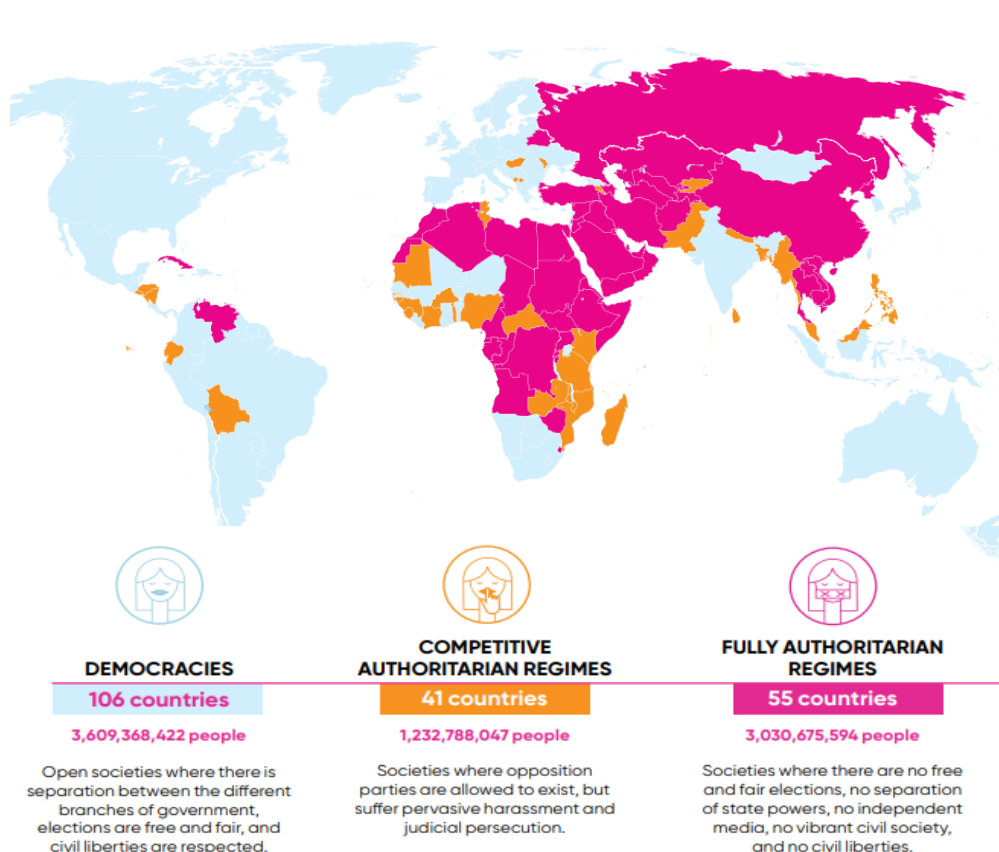 DEMOCRACIES
106 countries
3,609,368,422 people
Open societies where there is
separation between the different
branches of government,
elections are free and fair, and
civil liberties are respected.
COMPETITIVE
AUTHORITARIAN REGIMES
41 countries
1,232,788,047 people
Societies where opposition
parties are allowed to exist, but
suffer pervasive harassment and
judicial persecution.
FULLY AUTHORITARIAN
REGIMES
55 countries
3,030,675,594 people
Societies where there are no free
and fair elections, no separation
of state powers, no independent
media, no vibrant civil society,
and no civil liberties.